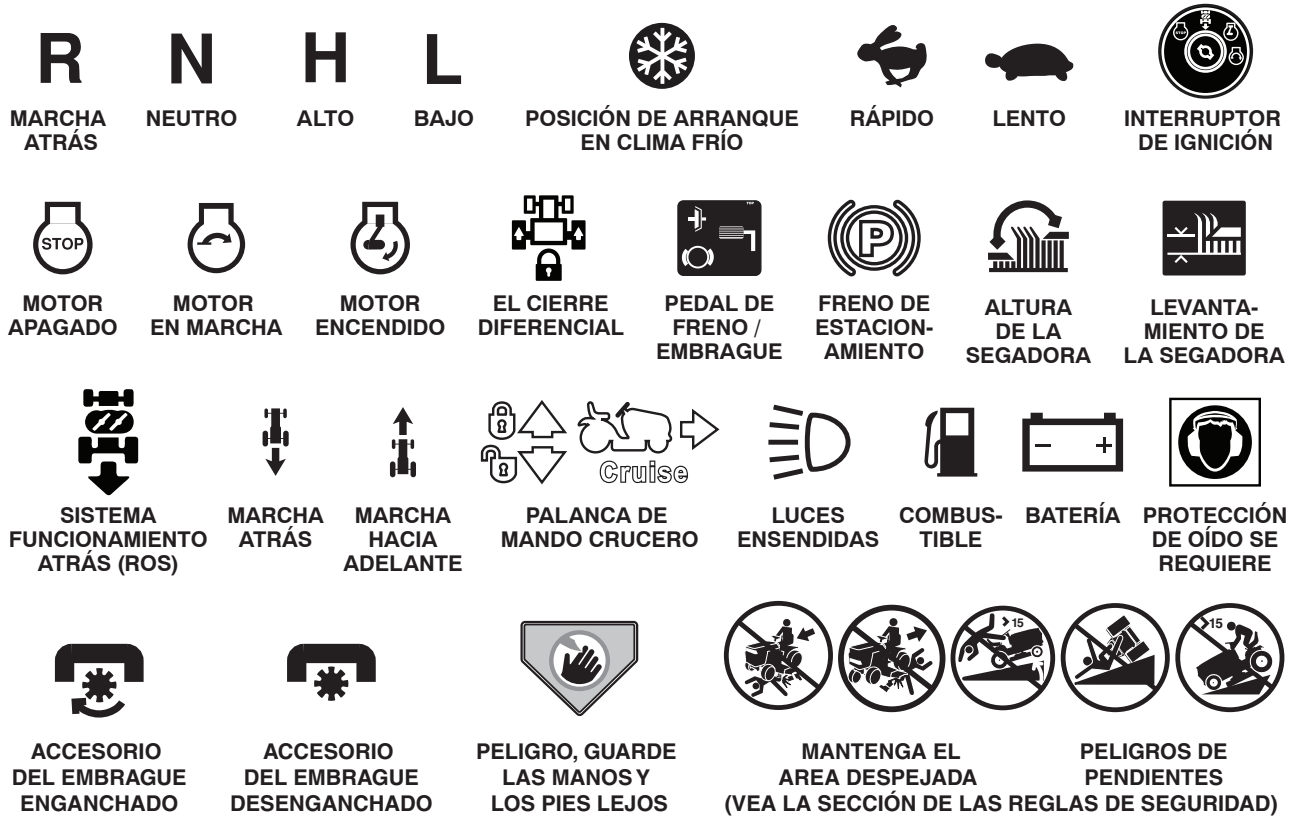 R N H L
MARCHA ATRÁS
NEUTRO
ALTO
BAJO
POSICIÓN DE ARRANQUE
EN CLIMA FRÍO
RÁPIDO
LENTO
STOP
INTERRUPTOR
DE IGNICIÓN
STOP
MOTOR
APAGADO
MOTOR
EN MARCHA
MOTOR
ENCENDIDO
EL CIERRE
DIFERENCIAL
TOP
PEDAL DE
FRENO /
EMBRAGUE
P
FRENO DE
ESTACION-
AMIENTO
ALTURA
DE LA
SEGADORA
LEVANTA-
MIENTO DE
LA SEGADORA
SISTEMA
FUNCIONAMIENTO
ATRÁS (ROS)
MARCHA
ATRÁS
MARCHA
HACIA
ADELANTE
Cruise
PALANCA DE
MANDO CRUCERO
LUCES
ENSENDIDAS
COMBUS-
TIBLE
- +
BATERÍA
PROTECCIÓN
DE OÍDO SE
REQUIERE
ACCESORIO
DEL EMBRAGUE
ENGANCHADO
ACCESORIO
DEL EMBRAGUE
DESENGANCHADO
PELIGRO, GUARDE
LAS MANOS Y
LOS PIES LEJOS
>15
>15
MANTENGA EL
AREA DESPEJADA
PELIGROS DE
PENDIENTES
(VEA LA SECCIÓN DE LAS REGLAS DE SEGURIDAD)